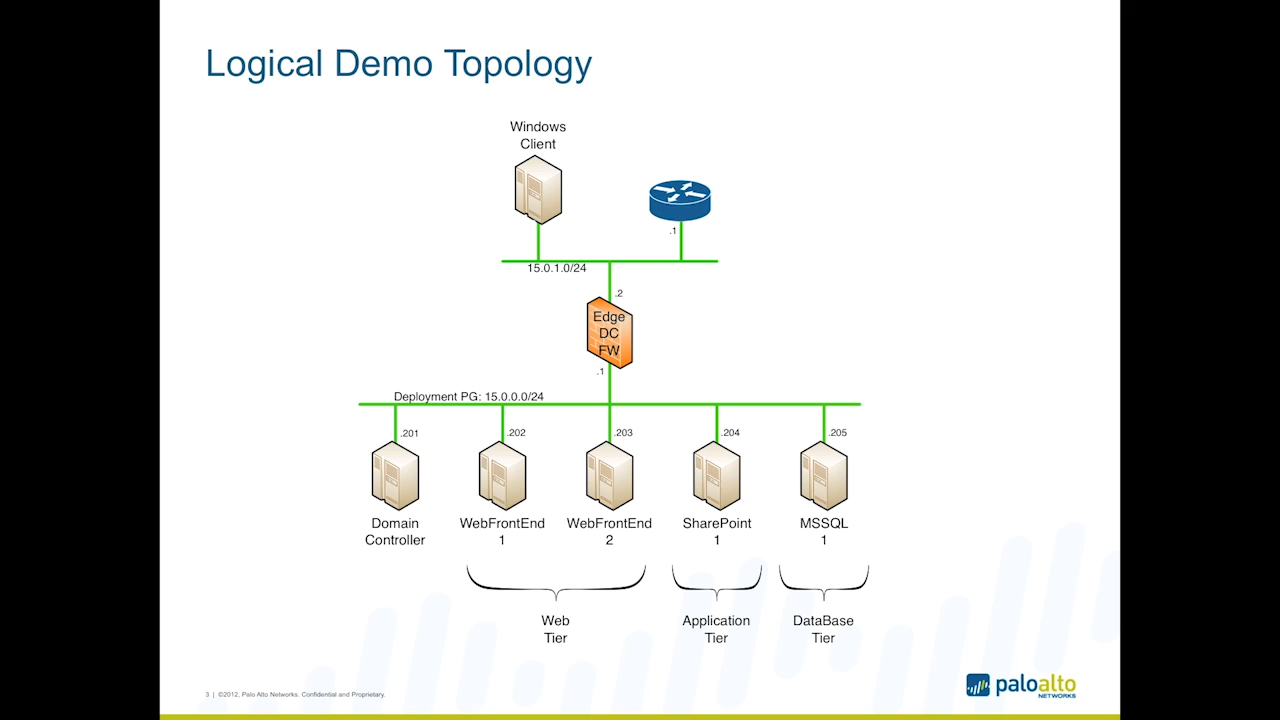 Logical Demo Topology
Windows
Client
.1
15.0.1.0/24
.2
Edge
DC
FW
.1
Deployment PG: 15.0.0.0/24
.201
.202
.203
.204
.205
Domain
Controller
WebFrontEnd
1
WebFrontEnd
2
SharePoint
1
MSSQL
1
Web
Tier
Application
Tier
DataBase
Tier
3 | ©2012, Palo Alto Networks. Confidential and Proprietary.
paloalto
NETWORKS